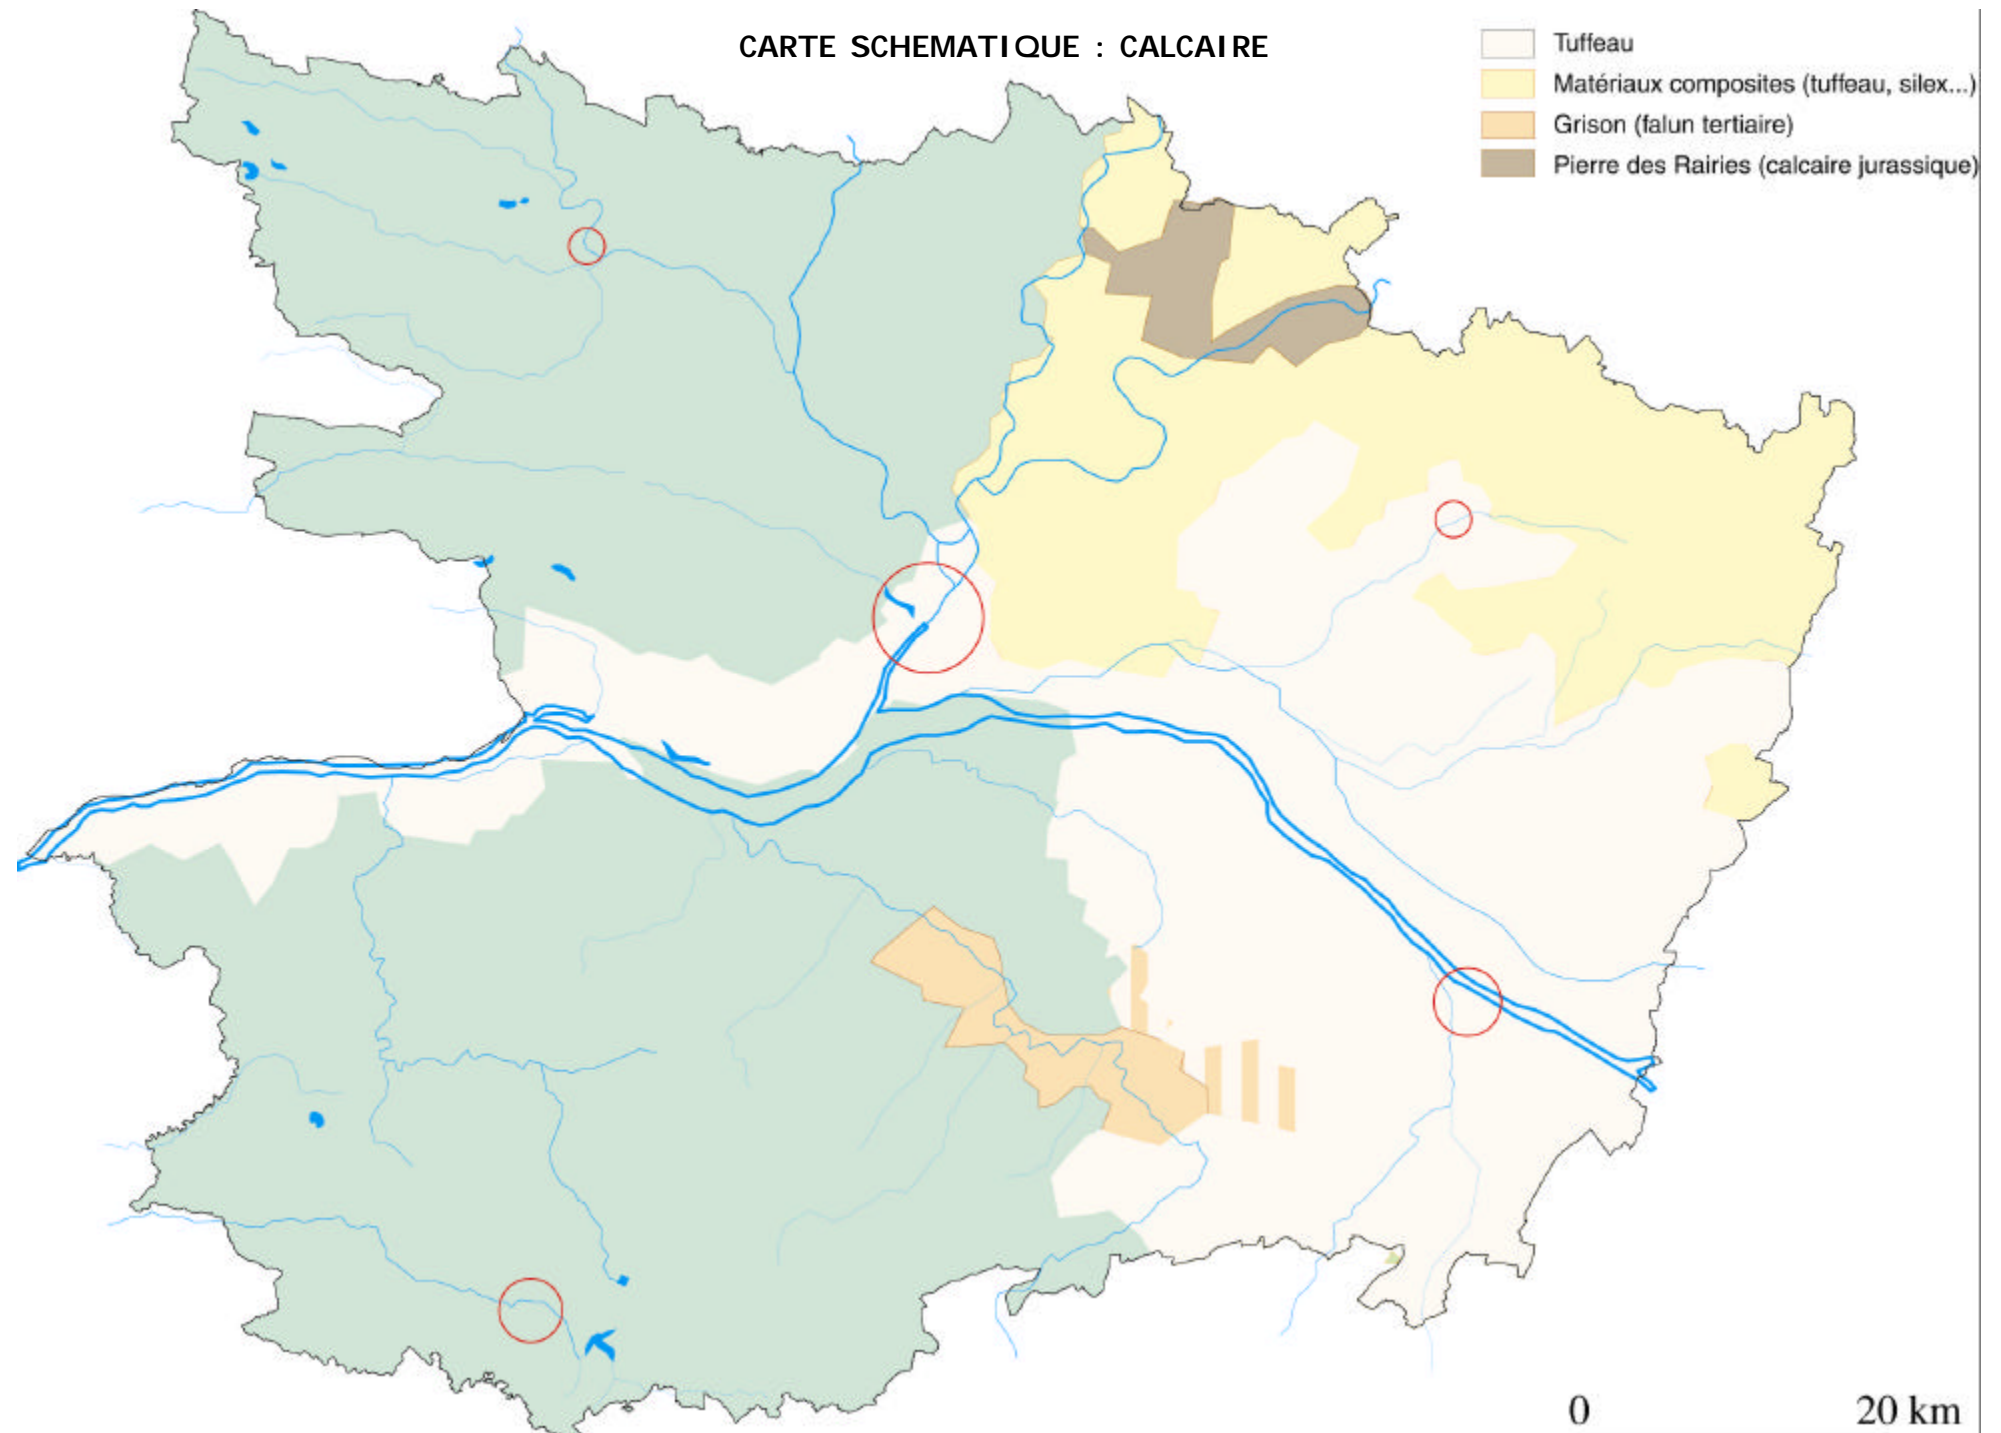 CARTE SCHEMATIQUE : CALCAIRE
Tuffeau
Matériaux composites (tuffeau, silex...)
Grison (falun tertiaire)
Pierre des Rairies (calcaire jurassique)
0 20 km